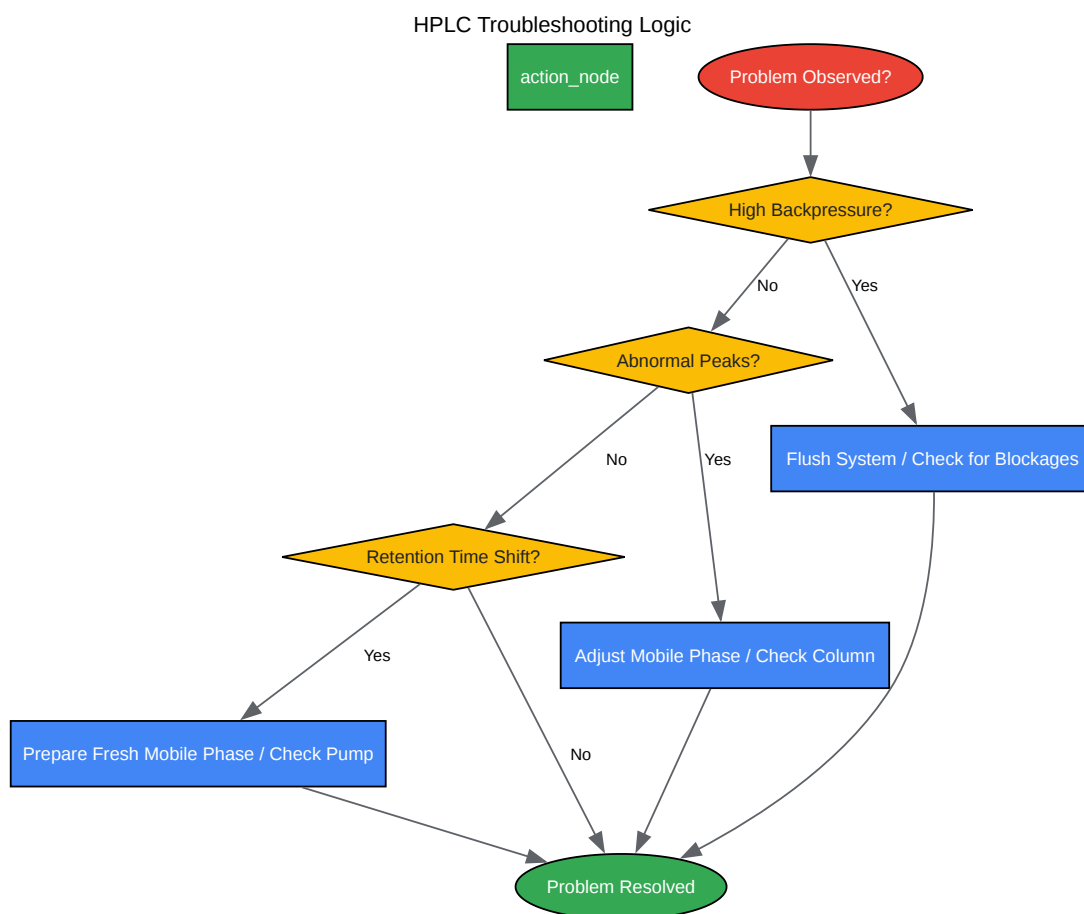 HPLC Troubleshooting Logic
action_node
Problem Observed?
High Backpressure?
No
Yes
Abnormal Peaks?
No
Yes
Flush System / Check for Blockages
Retention Time Shift?
Yes
Adjust Mobile Phase / Check Column
Prepare Fresh Mobile Phase / Check Pump
No
Problem Resolved